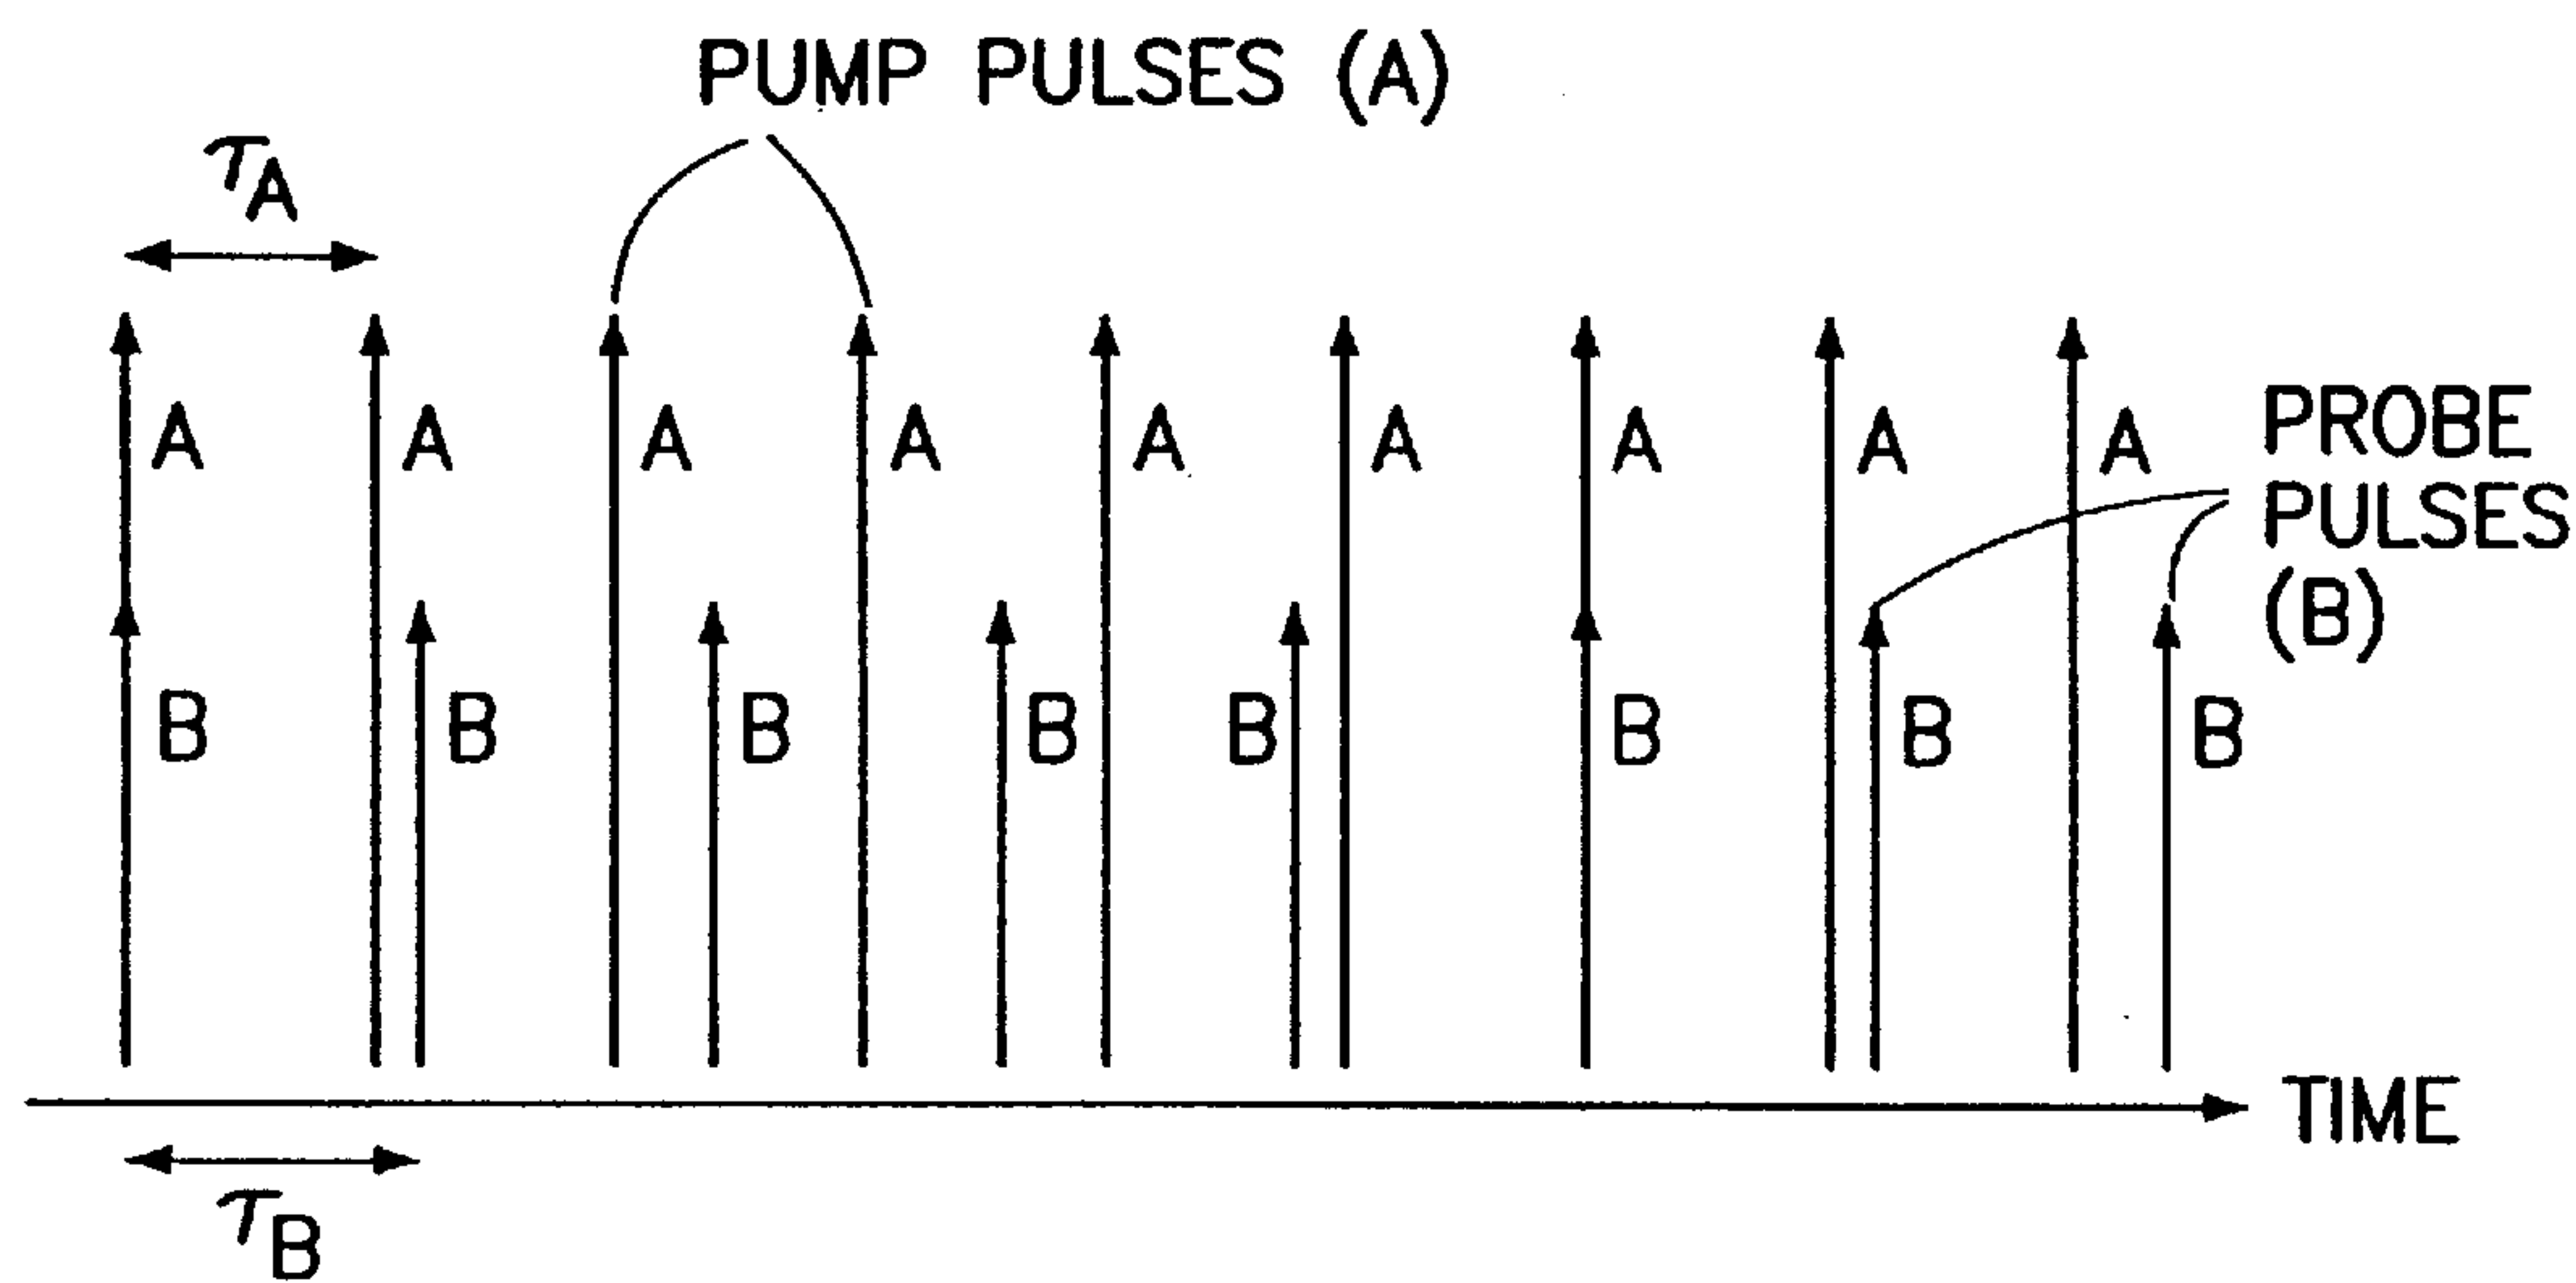 PUMP PULSES (A)
τA
A A A A A A A A A
PROBE
PULSES
(B)
B B B B B B B B
TIME
τB